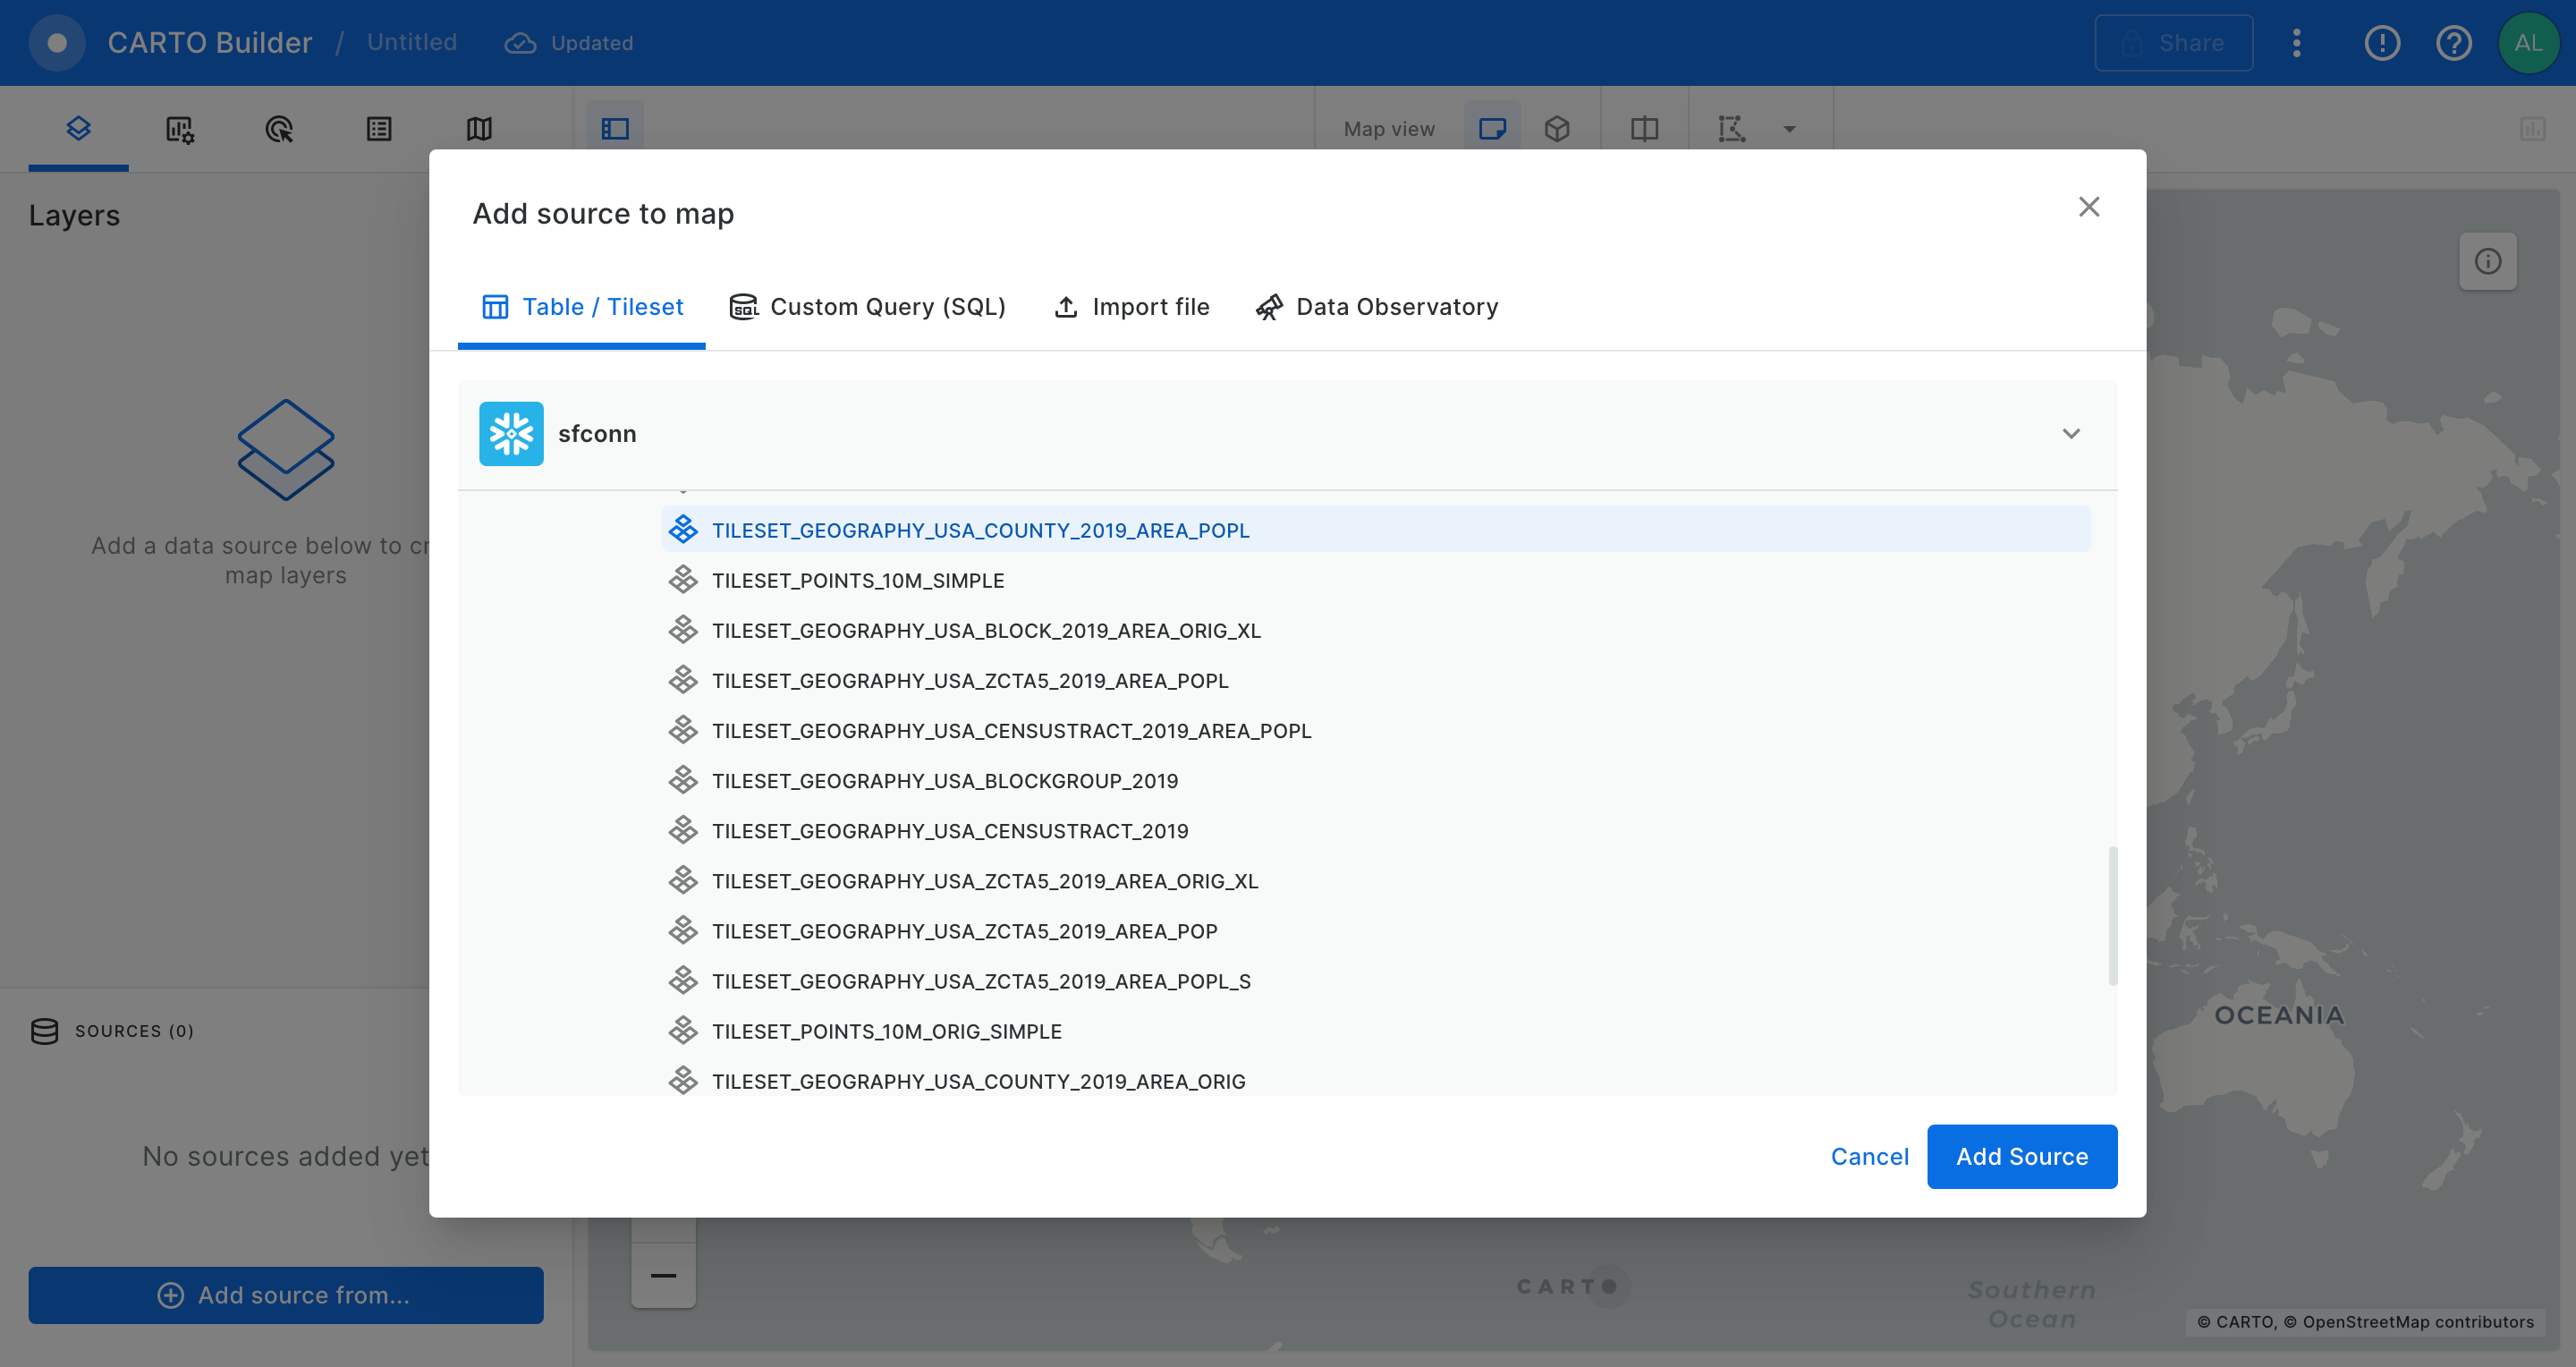 CARTO Builder / Untitled Updated Share AL
Map view
Layers
Add a data source below to cr
map layers
SOURCES (0)
No sources added yet
Add source from...
Add source to map
Table / Tileset Custom Query (SQL) Import file Data Observatory
sfconn
TILESET_GEOGRAPHY_USA_COUNTY_2019_AREA_POPL
TILESET_POINTS_10M_SIMPLE
TILESET_GEOGRAPHY_USA_BLOCK_2019_AREA_ORIG_XL
TILESET_GEOGRAPHY_USA_ZCTA5_2019_AREA_POPL
TILESET_GEOGRAPHY_USA_CENSUSTRACT_2019_AREA_POPL
TILESET_GEOGRAPHY_USA_BLOCKGROUP_2019
TILESET_GEOGRAPHY_USA_CENSUSTRACT_2019
TILESET_GEOGRAPHY_USA_ZCTA5_2019_AREA_ORIG_XL
TILESET_GEOGRAPHY_USA_ZCTA5_2019_AREA_POP
TILESET_GEOGRAPHY_USA_ZCTA5_2019_AREA_POPL_S
TILESET_POINTS_10M_ORIG_SIMPLE
TILESET_GEOGRAPHY_USA_COUNTY_2019_AREA_ORIG
Cancel Add Source
OCEANIA
CARTO
Southern
Ocean
© CARTO, © OpenStreetMap contributors